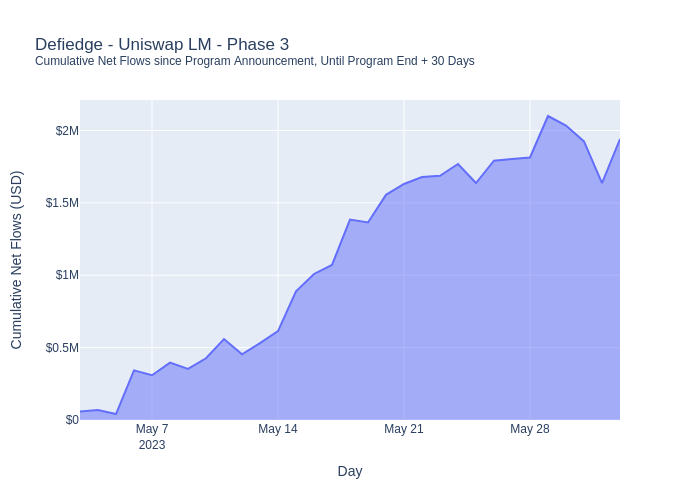 Defiedge - Uniswap LM - Phase 3
Cumulative Net Flows since Program Announcement, Until Program End + 30 Days
Cumulative Net Flows (USD)
$2M
$1.5M
$1M
$0.5M
$0
May 7
2023
May 14
May 21
May 28
Day